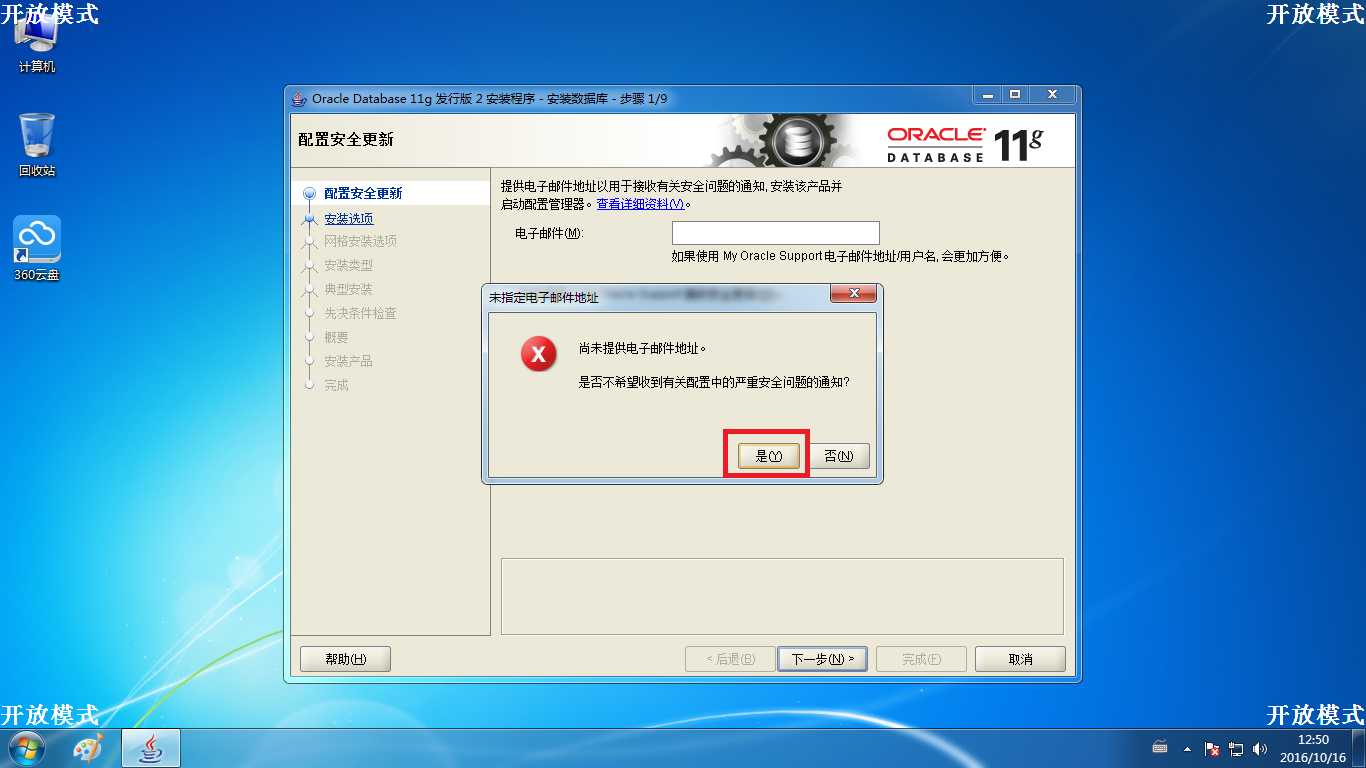 开放模式
开放模式
计算机
回收站
360云盘
Oracle Database 11g 发行版 2 安装程序 - 安装数据库 - 步骤 1/9
配置安全更新
ORACLE
DATABASE
11g
配置安全更新
安装选项
网格安装选项
安装类型
典型安装
先决条件检查
概要
安装产品
完成
提供电子邮件地址以用于接收有关安全问题的通知, 安装该产品并
启动配置管理器。查看详细资料(V)。
电子邮件(M):
如果使用 My Oracle Support 电子邮件地址/用户名, 会更加方便。
未指定电子邮件地址
尚未提供电子邮件地址。
是否不希望收到有关配置中的严重安全问题的通知?
是(Y)
否(N)
帮助(H)
< 后退(B)
下一步(N) >
完成(F)
取消
开放模式
开放模式
12:50
2016/10/16